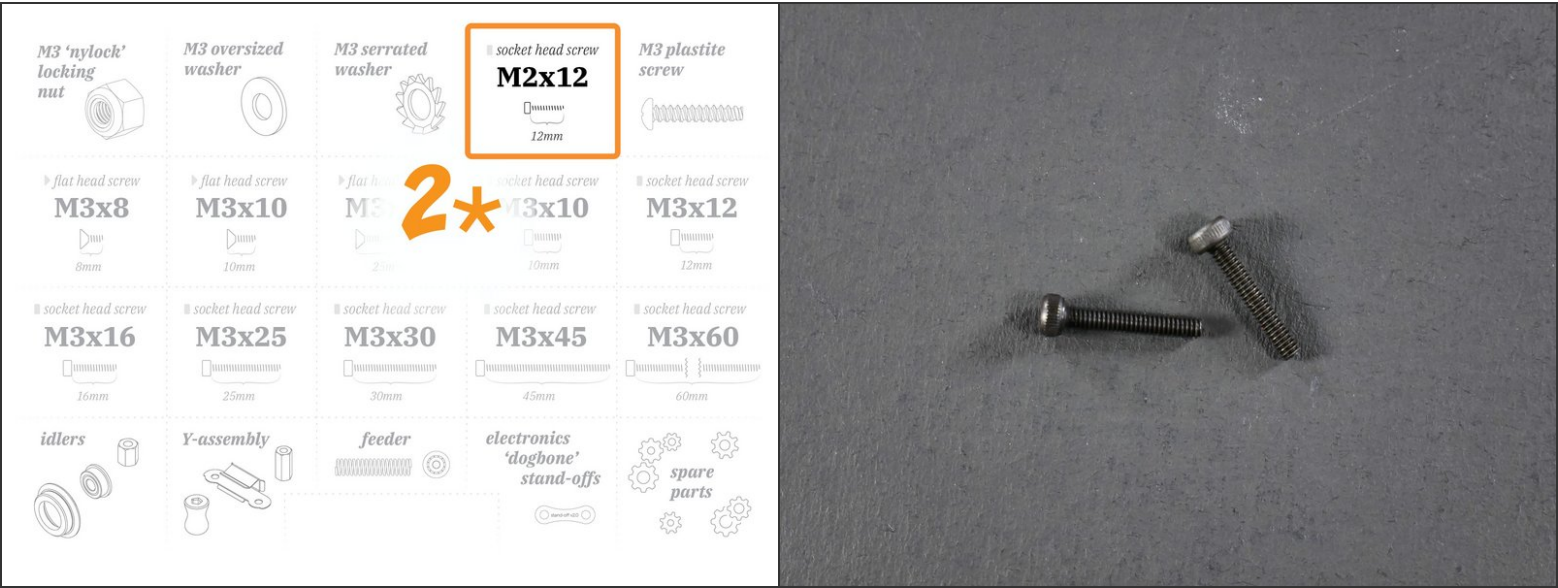 M3 ‘nylock’
locking
nut
M3 oversized
washer
M3 serrated
washer
socket head screw
M2x12
12mm
M3 plastite
screw
flat head screw
M3x8
8mm
flat head screw
M3x10
10mm
flat
2*
socket head screw
M3x10
10mm
socket head screw
M3x12
12mm
socket head screw
M3x16
16mm
socket head screw
M3x25
25mm
socket head screw
M3x30
30mm
socket head screw
M3x45
45mm
socket head screw
M3x60
60mm
idlers
Y-assembly
feeder
electronics
‘dogbone’
stand-offs
spare
parts